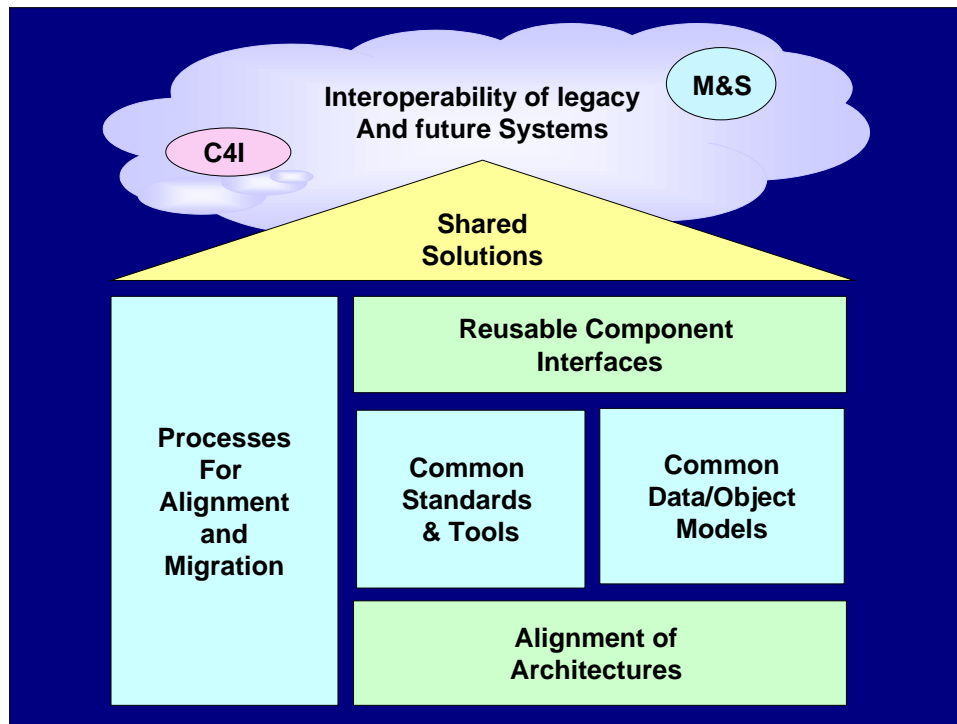 M&S
Interoperability of legacy
And future Systems
C4I
Shared
Solutions
Reusable Component
Interfaces
Processes
For
Alignment
and
Migration
Common
Standards
& Tools
Common
Data/Object
Models
Alignment of
Architectures